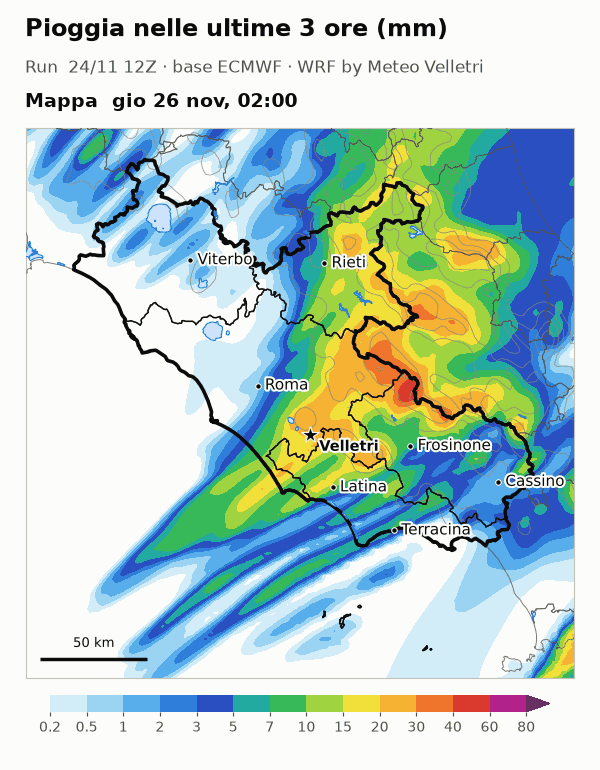 Pioggia nelle ultime 3 ore (mm)
Run  24/11 12Z · base ECMWF · WRF by Meteo Velletri
Mappa  gio 26 nov, 02:00
Viterbo
Rieti
Roma
Velletri
Frosinone
Cassino
Latina
Terracina
50 km
0.2 0.5 1 2 3 5 7 10 15 20 30 40 60 80